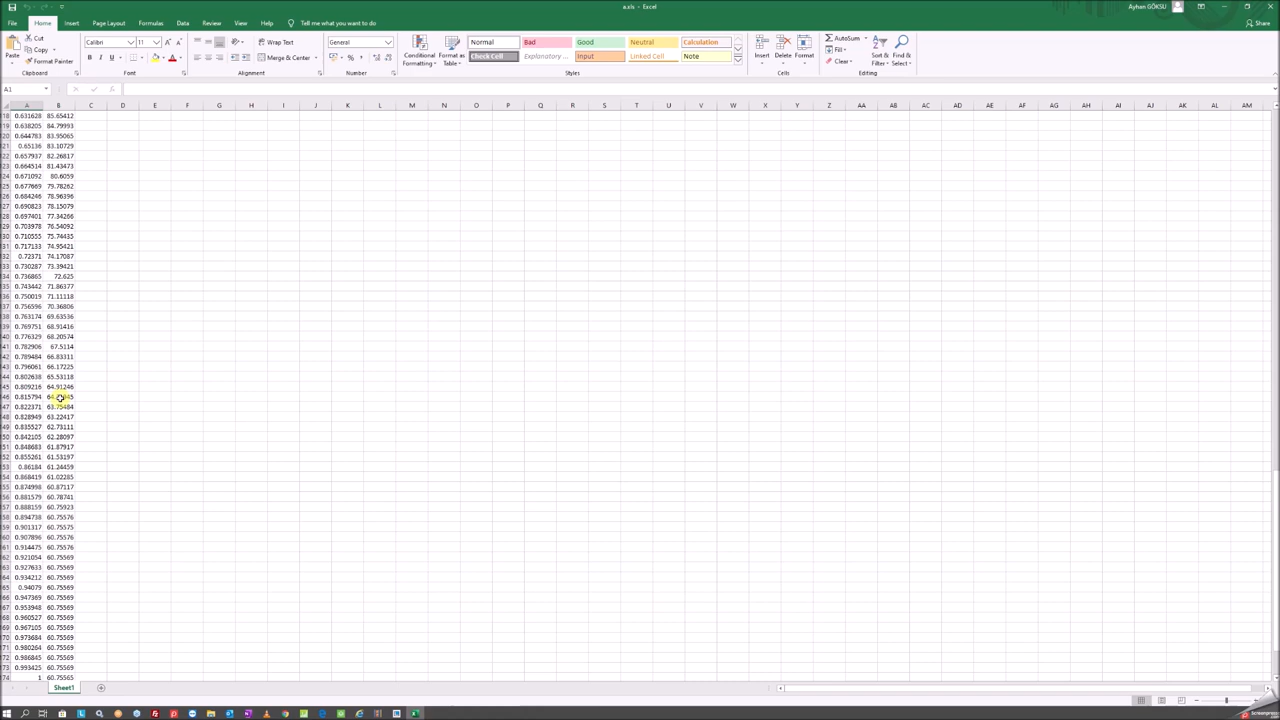 a.xls - Excel
Ayhan GÖKSU
File Home Insert Page Layout Formulas Data Review View Help Tell me what you want to do Share
Cut
Copy
Format Painter
Paste
Clipboard
Calibri 11
B I U
Font
Wrap Text
Merge & Center
Alignment
General
Number
Conditional Formatting
Format as Table
Normal Bad Good Neutral Calculation
Check Cell Explanatory ... Input Linked Cell Note
Styles
Insert Delete Format
Cells
AutoSum
Fill
Clear
Sort & Filter
Find & Select
Editing
A1
A B C D E F G H I J K L M N O P Q R S T U V W X Y Z AA AB AC AD AE AF AG AH AI AJ AK AL AM
18 0.631628 85.65412
19 0.638205 84.79993
20 0.644783 83.95065
21 0.65136 83.10729
22 0.657937 82.26817
23 0.664514 81.43473
24 0.671092 80.6059
25 0.677669 79.78262
26 0.684246 78.96396
27 0.690823 78.15079
28 0.697401 77.34266
29 0.703978 76.54092
30 0.710555 75.74435
31 0.717133 74.95421
32 0.72371 74.17087
33 0.730287 73.39421
34 0.736865 72.625
35 0.743442 71.86377
36 0.750019 71.11118
37 0.756596 70.36806
38 0.763174 69.63536
39 0.769751 68.91416
40 0.776329 68.20574
41 0.782906 67.5114
42 0.789484 66.83311
43 0.796061 66.17225
44 0.802638 65.53118
45 0.809216 64.91246
46 0.815794
47 0.822371 63.75484
48 0.828949 63.22417
49 0.835527 62.73111
50 0.842105 62.28097
51 0.848683 61.87917
52 0.855261 61.53197
53 0.86184 61.24459
54 0.868419 61.02285
55 0.874998 60.87117
56 0.881579 60.78741
57 0.888159 60.75923
58 0.894738 60.75576
59 0.901317 60.75575
60 0.907896 60.75576
61 0.914475 60.75576
62 0.921054 60.75569
63 0.927633 60.75569
64 0.934212 60.75569
65 0.94079 60.75569
66 0.947369 60.75569
67 0.953948 60.75569
68 0.960527 60.75569
69 0.967105 60.75569
70 0.973684 60.75569
71 0.980264 60.75569
72 0.986845 60.75569
73 0.993425 60.75569
74 1 60.75565
Sheet1